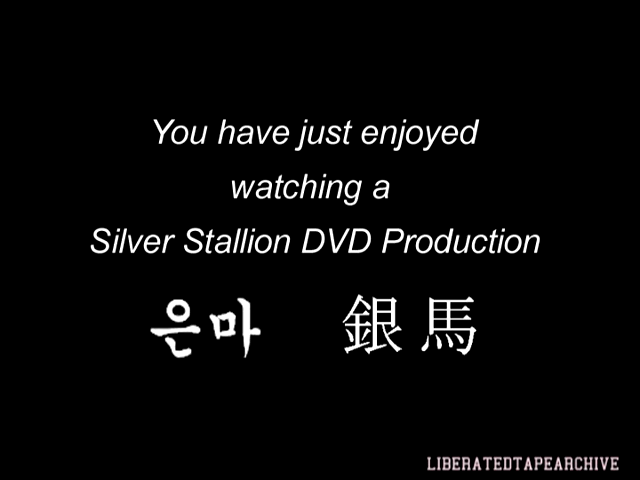 You have just enjoyed
watching a
Silver Stallion DVD Production
은마 銀馬
LIBERATEDTAPEARCHIVE